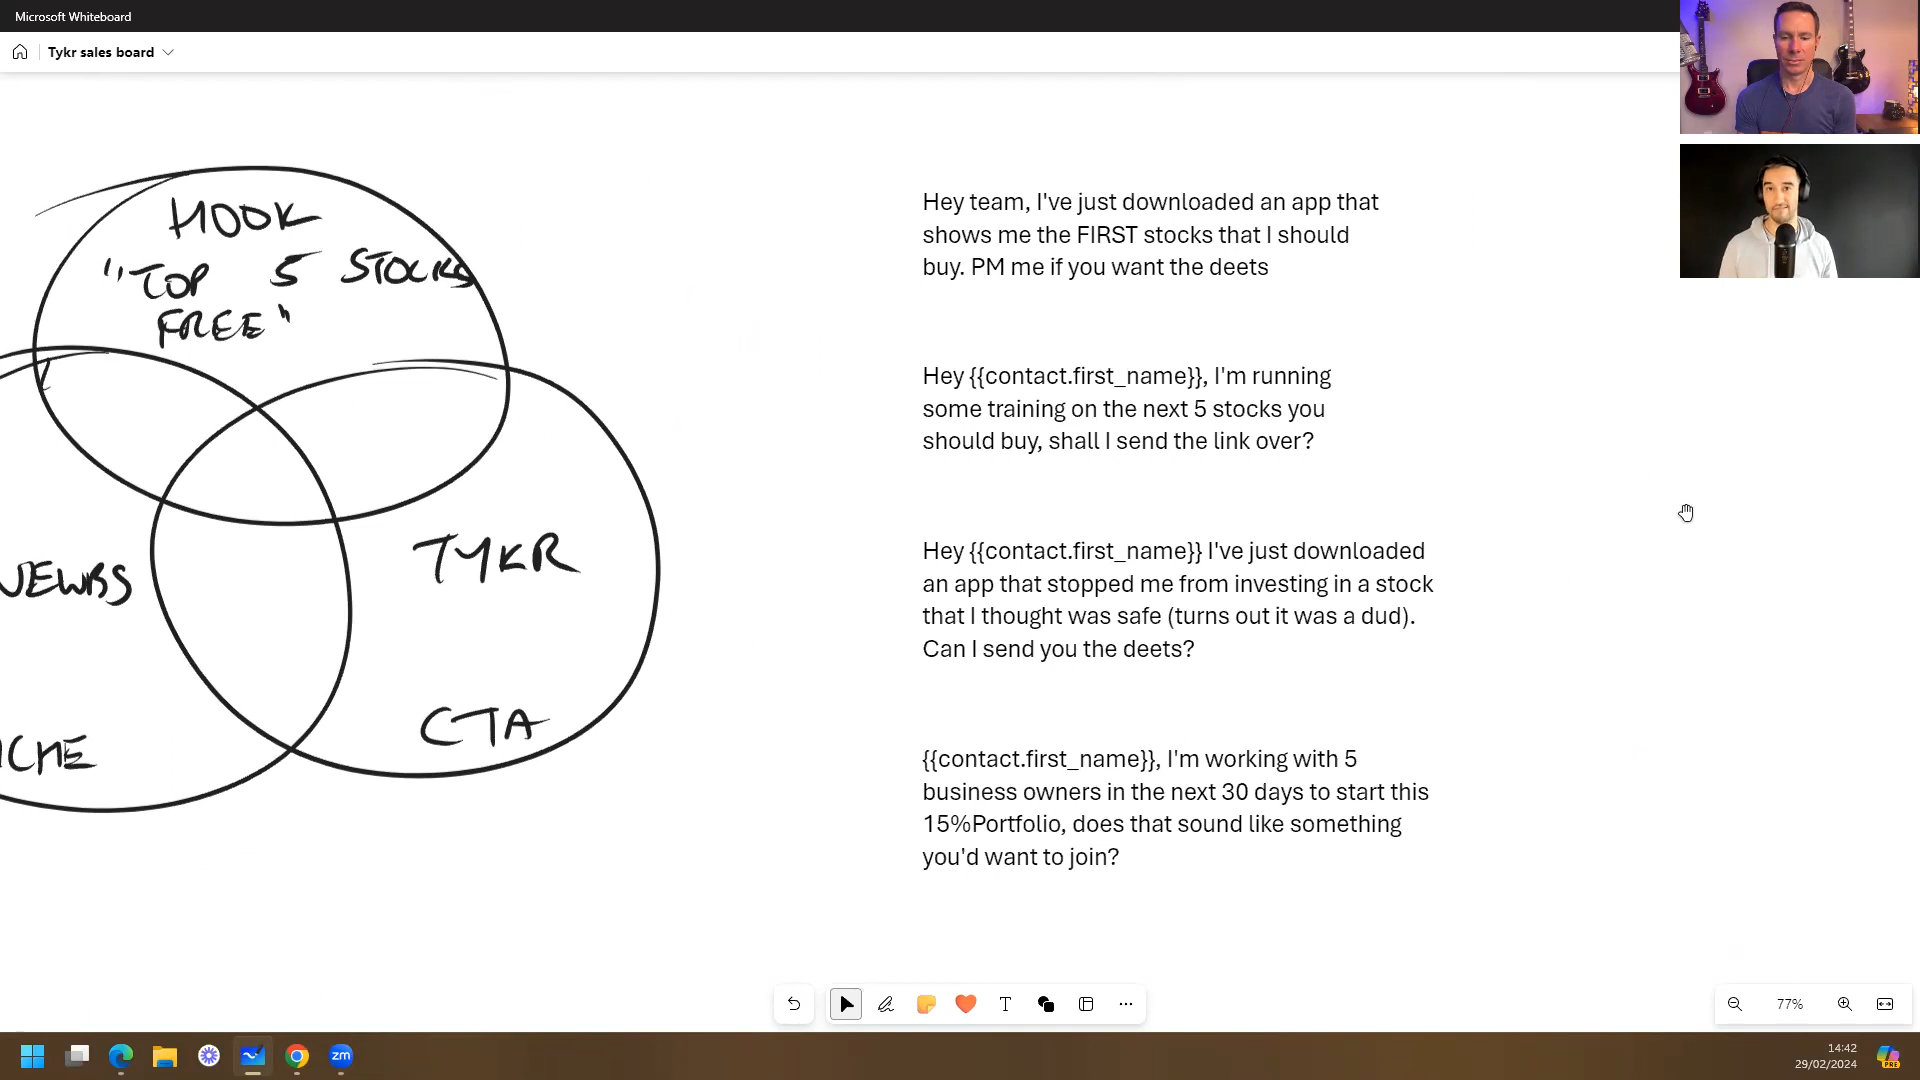 Microsoft Whiteboard
Tykr sales board
HOOK
"TOP 5 STOCKS
FREE"
TYKR
CTA
Hey team, I've just downloaded an app that
shows me the FIRST stocks that I should
buy. PM me if you want the deets
Hey {{contact.first_name}}, I'm running
some training on the next 5 stocks you
should buy, shall I send the link over?
Hey {{contact.first_name}} I've just downloaded
an app that stopped me from investing in a stock
that I thought was safe (turns out it was a dud).
Can I send you the deets?
{{contact.first_name}}, I'm working with 5
business owners in the next 30 days to start this
15%Portfolio, does that sound like something
you'd want to join?
77%
zm
14:42
29/02/2024
PRE